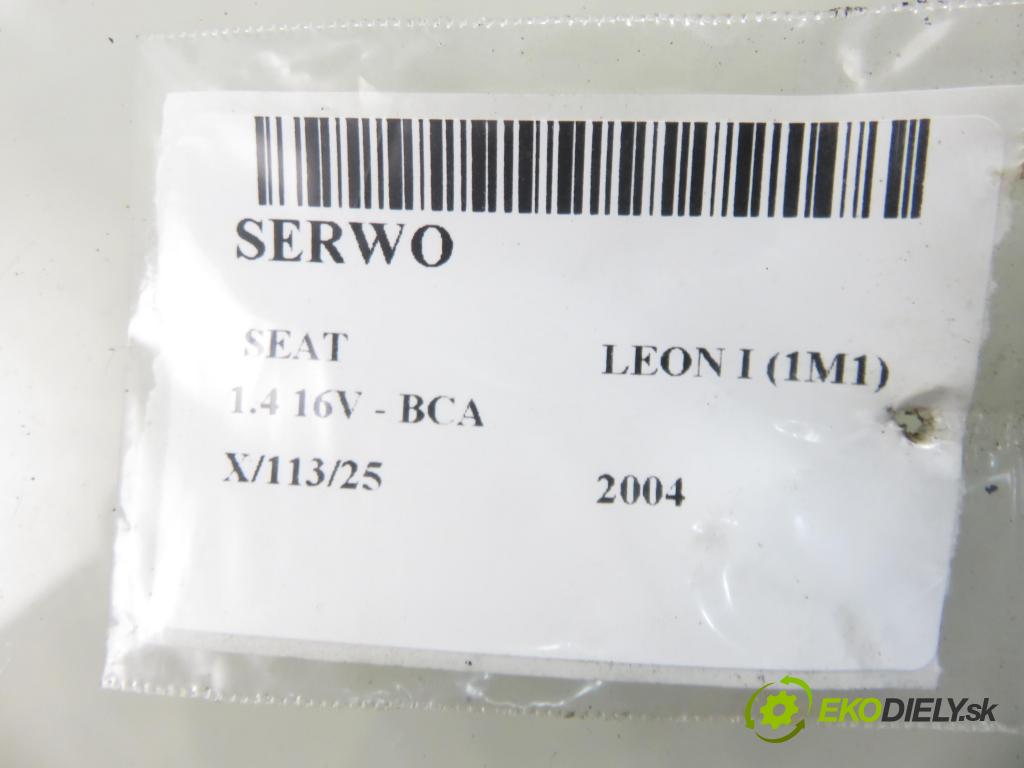 SERWO
SEAT LEON I (1M1)
1.4 16V - BCA
X/113/25 2004
EKODIELY.sk